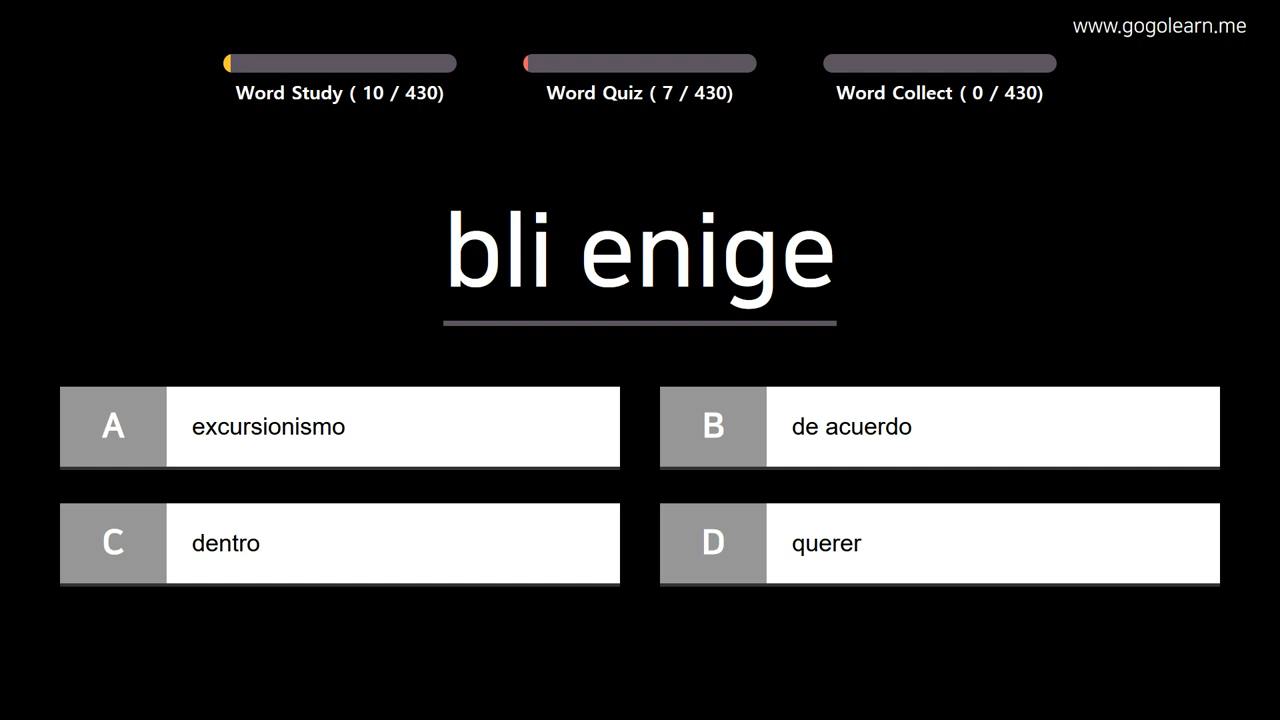 www.gogolearn.me
Word Study ( 10 / 430)
Word Quiz ( 7 / 430)
Word Collect ( 0 / 430)
bli enige
A excursionismo
B de acuerdo
C dentro
D querer